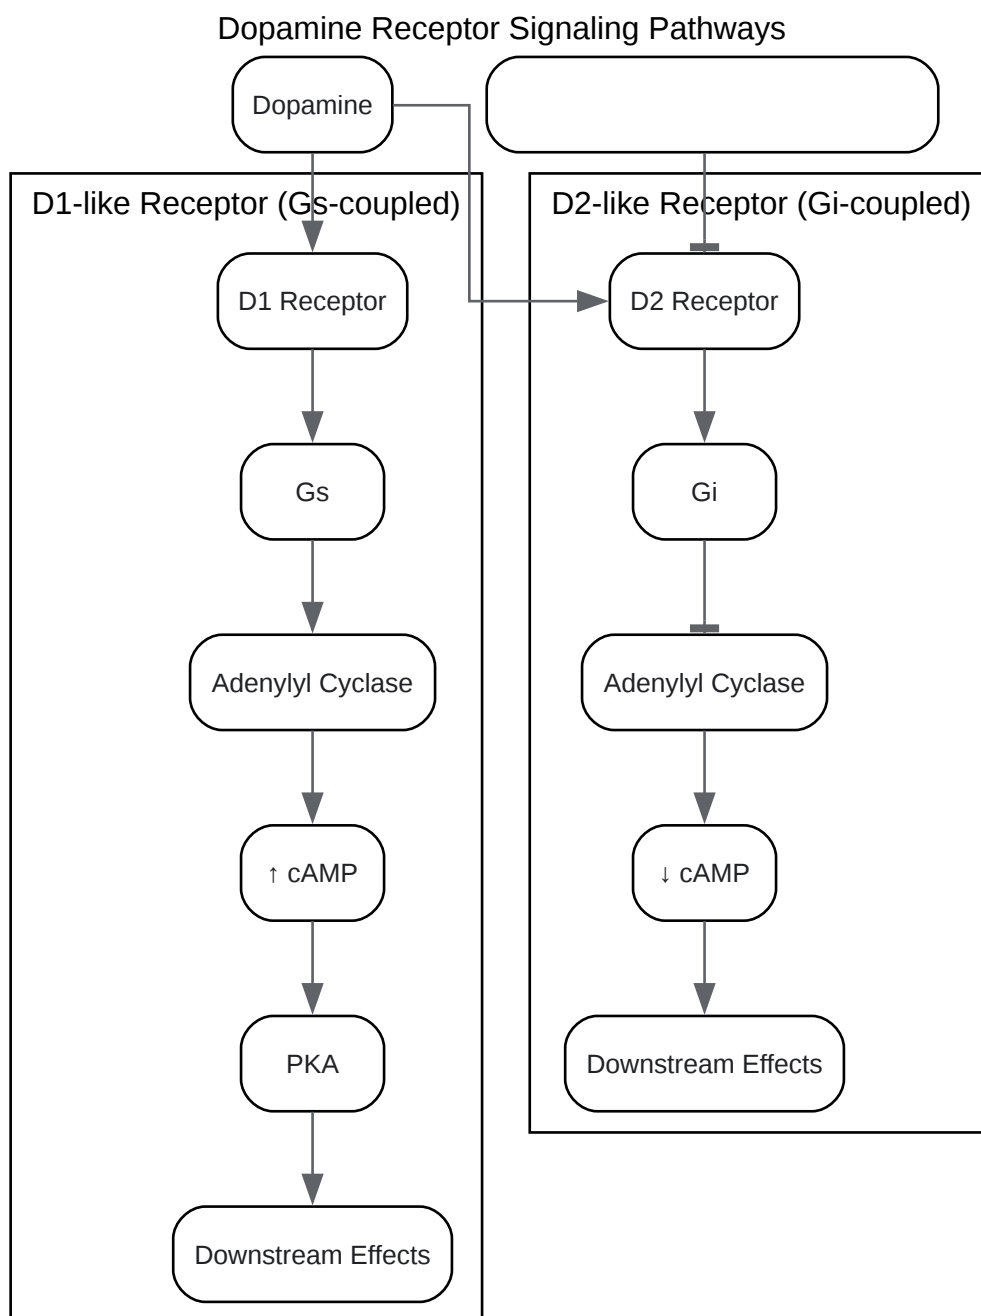 Dopamine Receptor Signaling Pathways
Dopamine
D1-like Receptor (Gs-coupled)
D1 Receptor
Gs
Adenylyl Cyclase
↑ cAMP
PKA
Downstream Effects
D2-like Receptor (Gi-coupled)
D2 Receptor
Gi
Adenylyl Cyclase
↓ cAMP
Downstream Effects